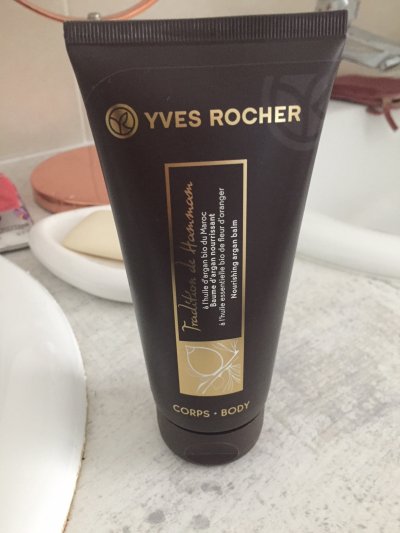 YVES ROCHER
Tradition de Hammam
à l'huile d'argan bio du Maroc
Baume d'argan nourrissant
à l'huile essentielle bio de fleur d'oranger
Nourishing argan balm
CORPS • BODY